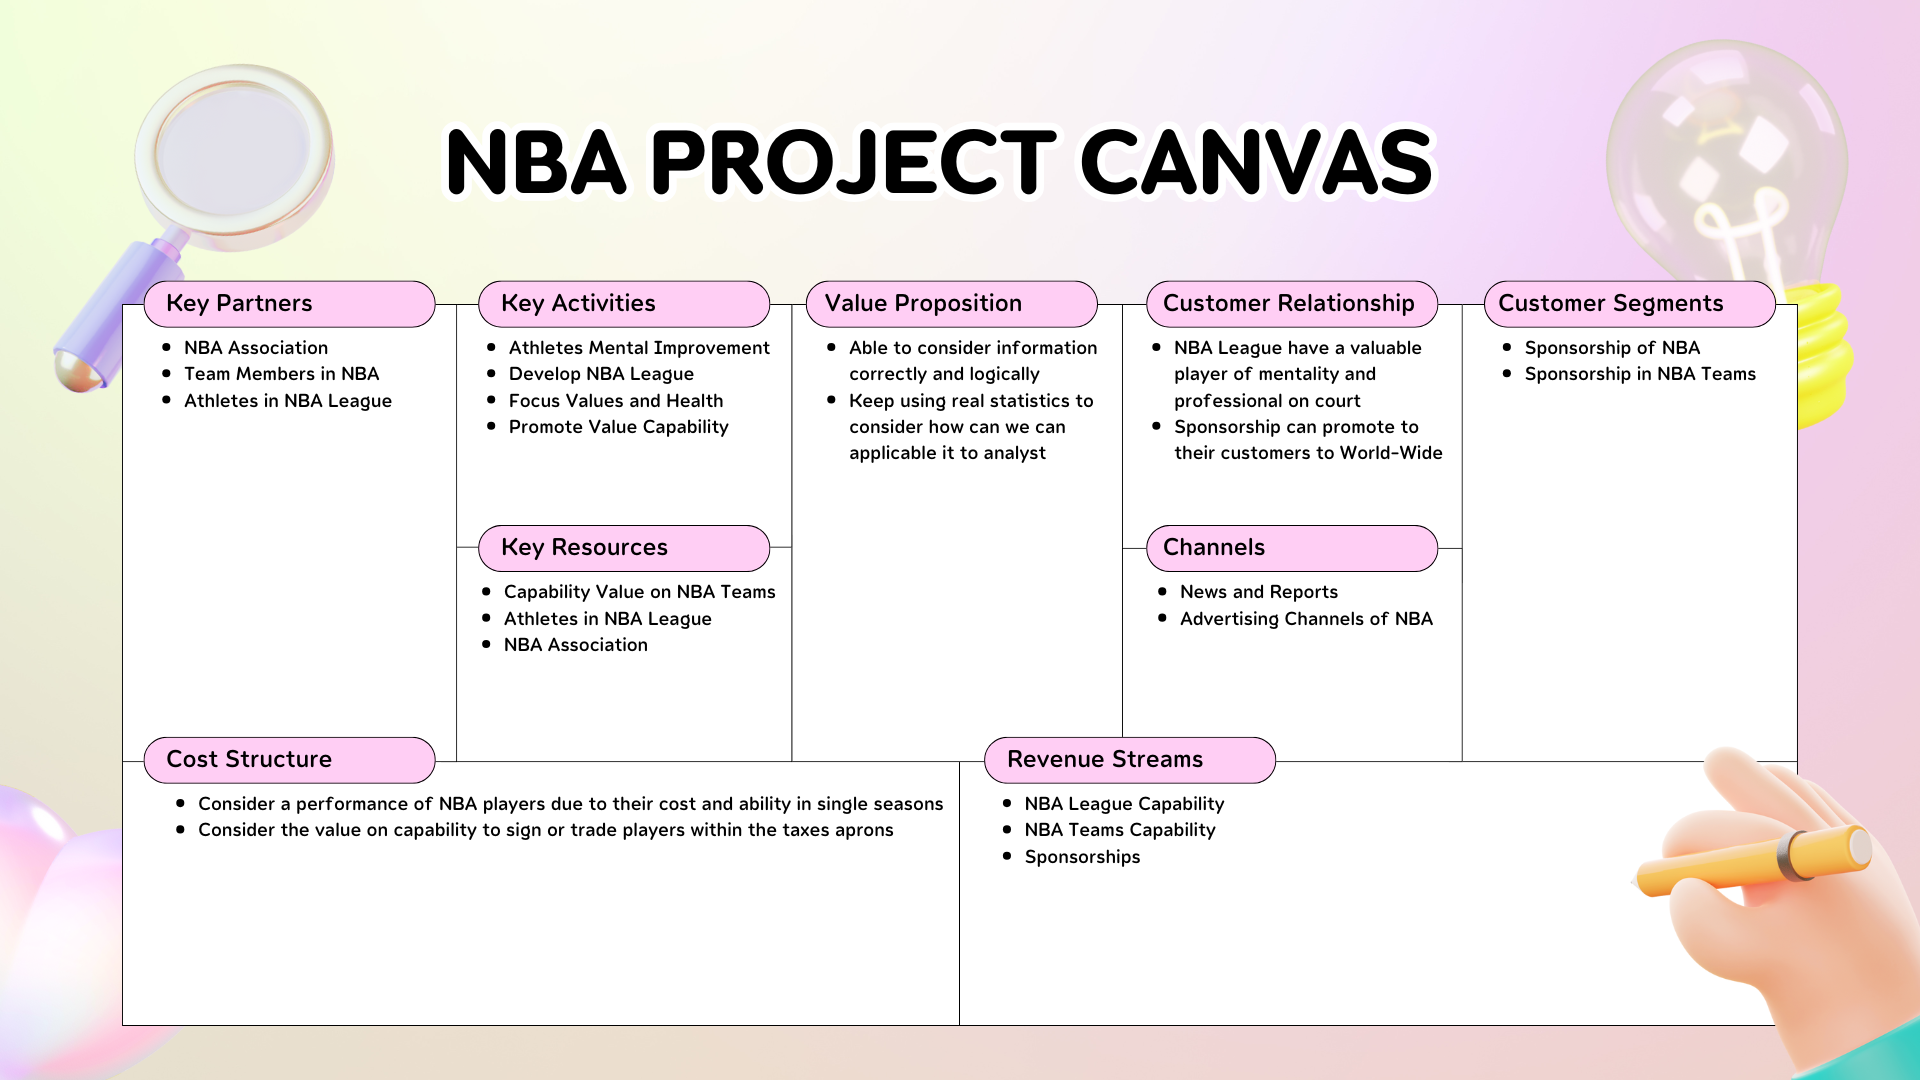 NBA PROJECT CANVAS
Key Partners
NBA Association
Team Members in NBA
Athletes in NBA League
Key Activities
Athletes Mental Improvement
Develop NBA League
Focus Values and Health
Promote Value Capability
Key Resources
Capability Value on NBA Teams
Athletes in NBA League
NBA Association
Value Proposition
Able to consider information
correctly and logically
Keep using real statistics to
consider how can we can
applicable it to analyst
Customer Relationship
NBA League have a valuable
player of mentality and
professional on court
Sponsorship can promote to
their customers to World-Wide
Channels
News and Reports
Advertising Channels of NBA
Customer Segments
Sponsorship of NBA
Sponsorship in NBA Teams
Cost Structure
Consider a performance of NBA players due to their cost and ability in single seasons
Consider the value on capability to sign or trade players within the taxes aprons
Revenue Streams
NBA League Capability
NBA Teams Capability
Sponsorships